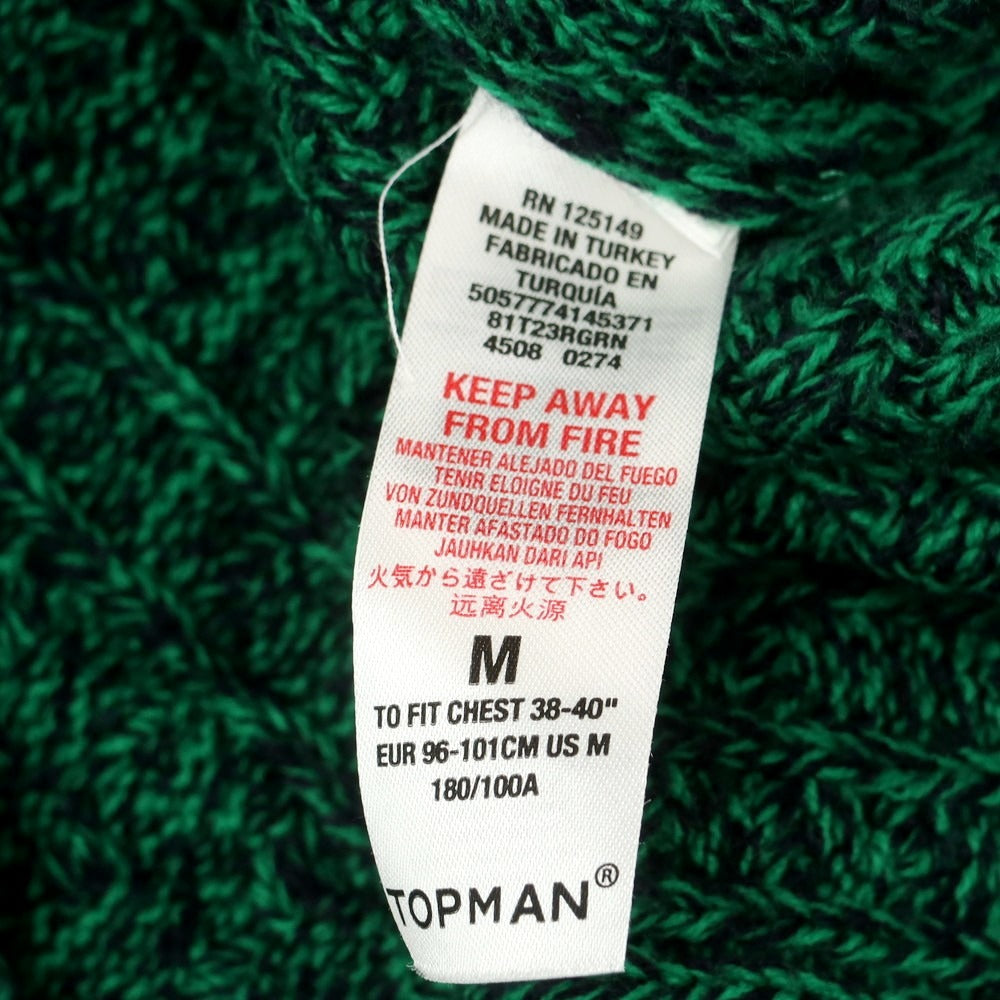 RN 125149
MADE IN TURKEY
FABRICADO EN
TURQUÍA
5057774145371
81T23RGRN
4508 0274
KEEP AWAY
FROM FIRE
MANTENER ALEJADO DEL FUEGO
TENIR ELOIGNE DU FEU
VON ZUNDQUELLEN FERNHALTEN
MANTER AFASTADO DO FOGO
JAUHKAN DARI API
火気から遠ざけて下さい。
远离火源
M
TO FIT CHEST 38-40"
EUR 96-101CM US M
180/100A
TOPMAN®